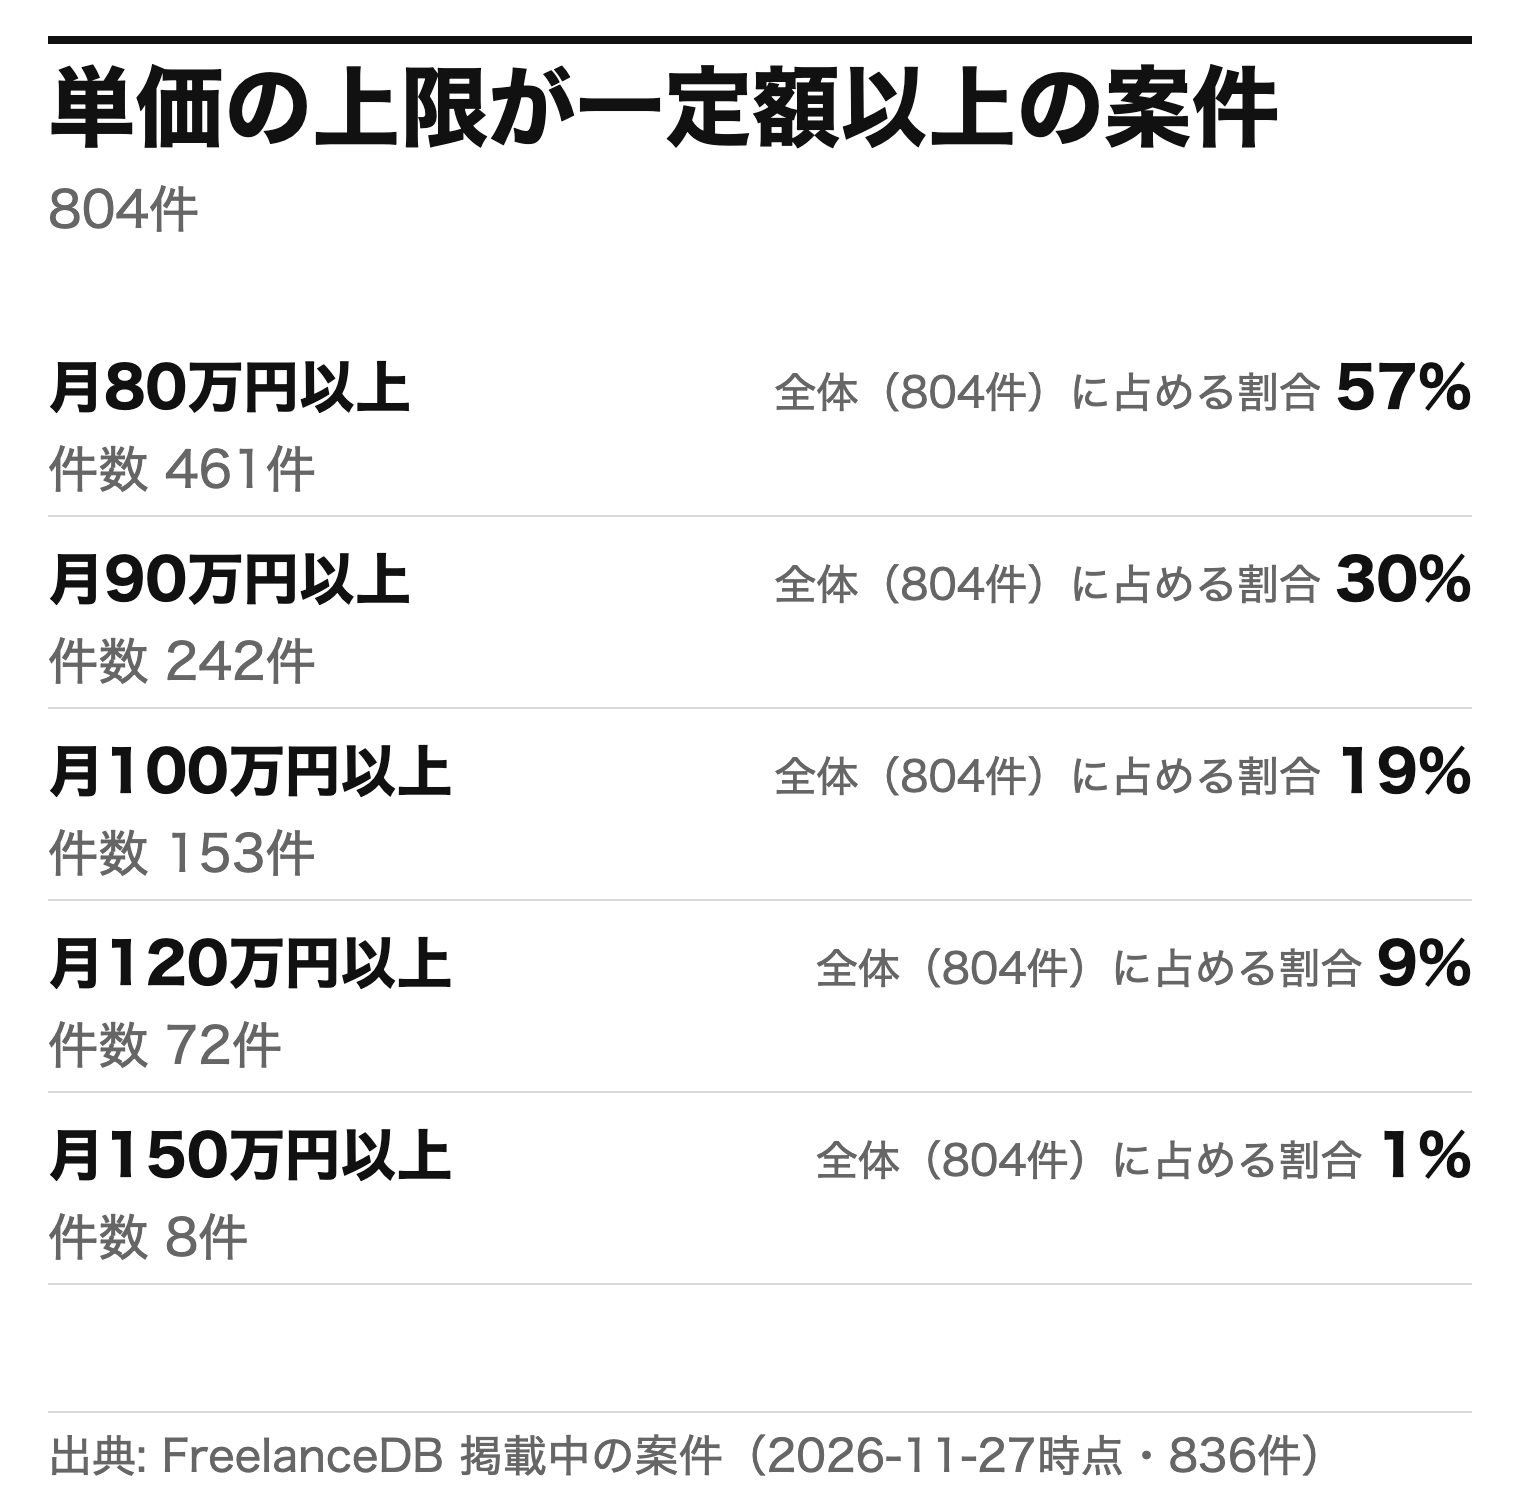 単価の上限が一定額以上の案件
804件
月80万円以上 全体（804件）に占める割合 57%
件数 461件
月90万円以上 全体（804件）に占める割合 30%
件数 242件
月100万円以上 全体（804件）に占める割合 19%
件数 153件
月120万円以上 全体（804件）に占める割合 9%
件数 72件
月150万円以上 全体（804件）に占める割合 1%
件数 8件
出典: FreelanceDB 掲載中の案件（2026-11-27時点・836件）